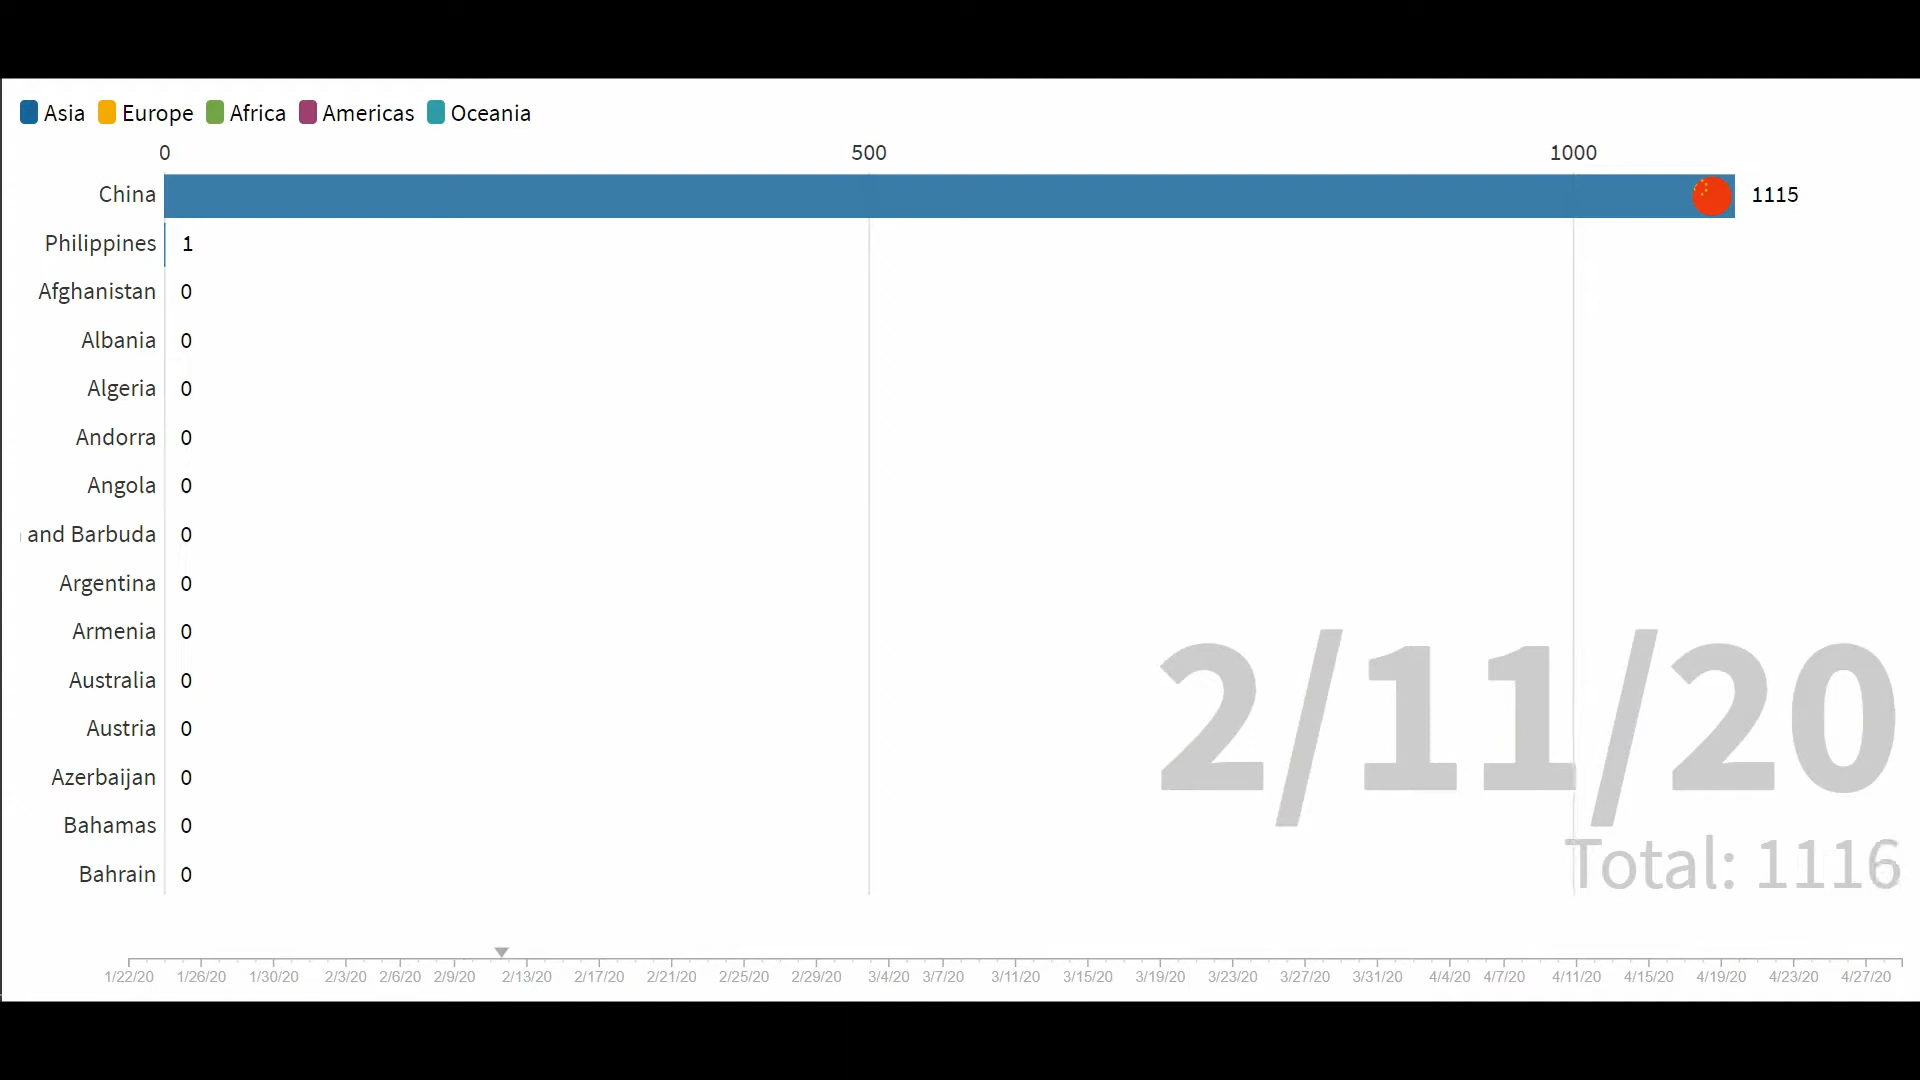 Asia Europe Africa Americas Oceania
0 500 1000
China 1115
Philippines 1
Afghanistan 0
Albania 0
Algeria 0
Andorra 0
Angola 0
and Barbuda 0
Argentina 0
Armenia 0
Australia 0
Austria 0
Azerbaijan 0
Bahamas 0
Bahrain 0
2/11/20
Total: 1116
1/22/20 1/26/20 1/30/20 2/3/20 2/6/20 2/9/20 2/13/20 2/17/20 2/21/20 2/25/20 2/29/20 3/4/20 3/7/20 3/11/20 3/15/20 3/19/20 3/23/20 3/27/20 3/31/20 4/4/20 4/7/20 4/11/20 4/15/20 4/19/20 4/23/20 4/27/20